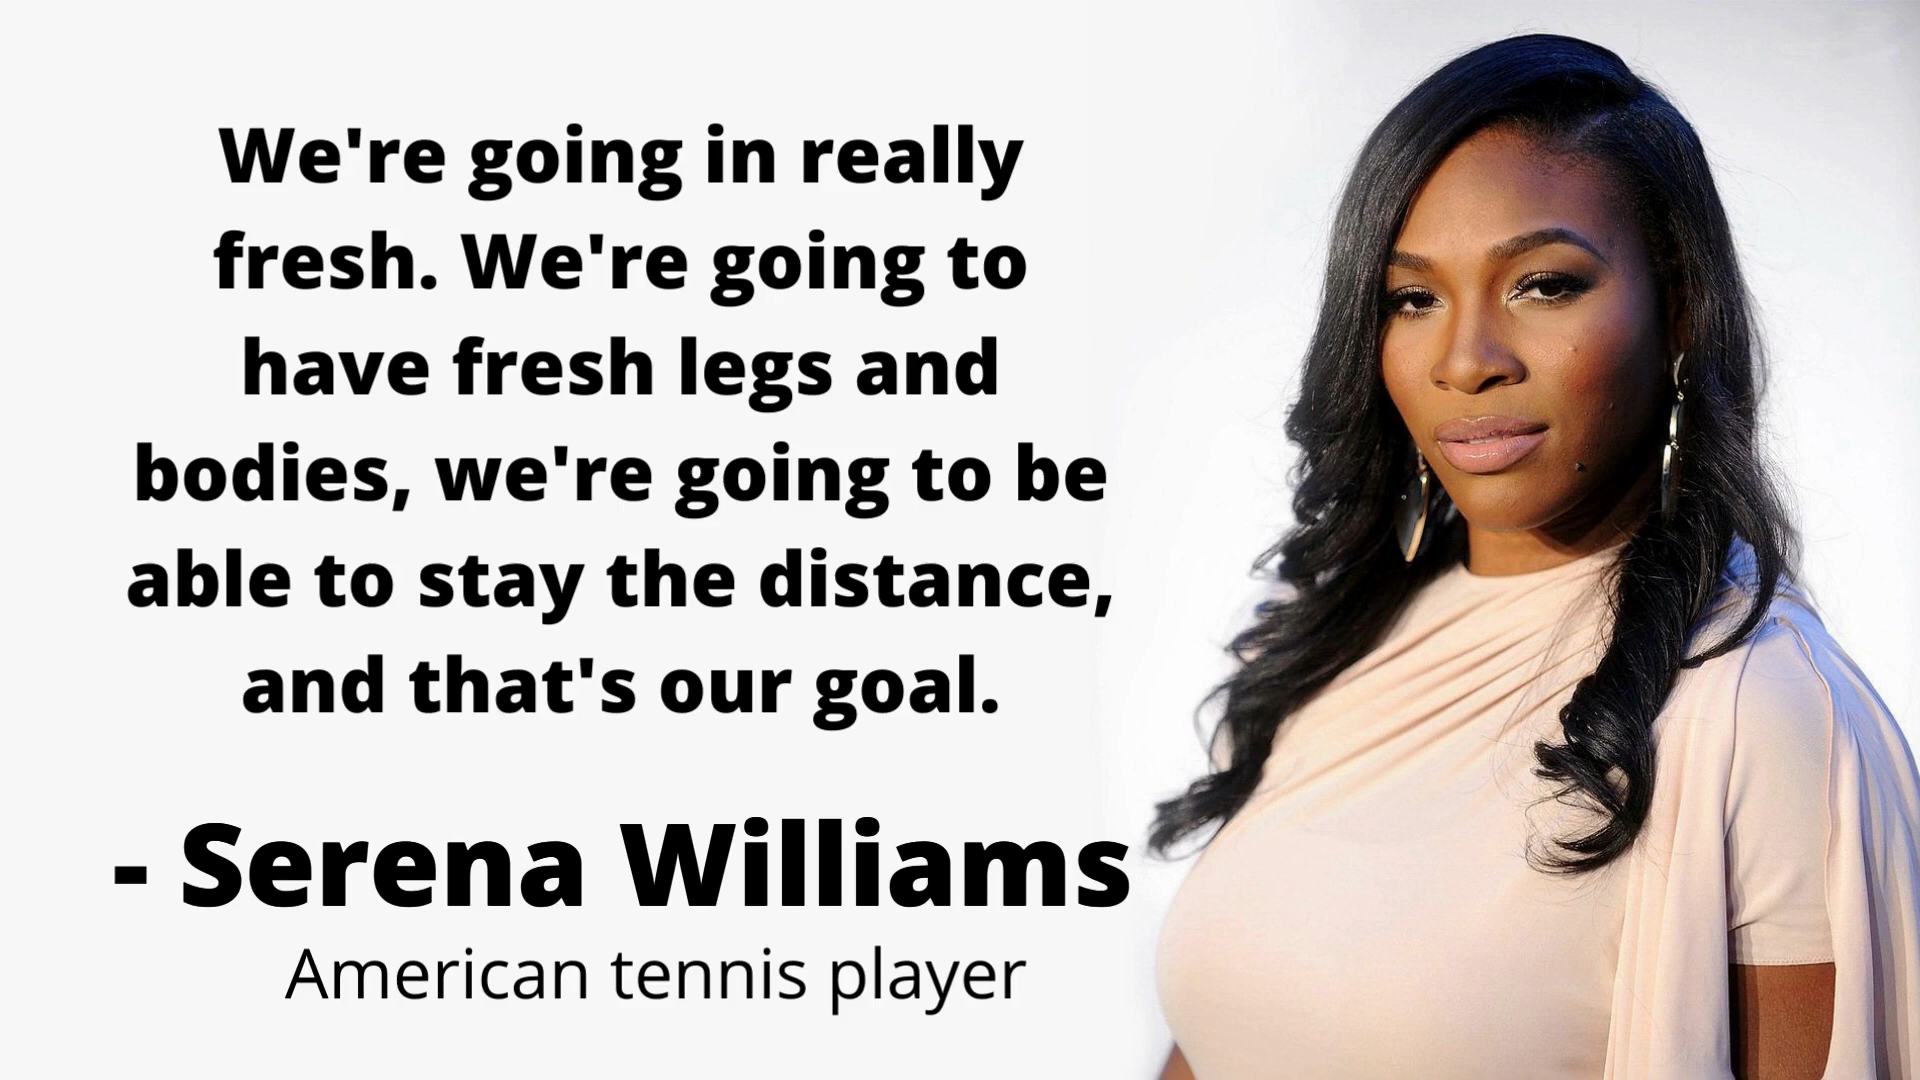 We're going in really
fresh. We're going to
have fresh legs and
bodies, we're going to be
able to stay the distance,
and that's our goal.
- Serena Williams
American tennis player